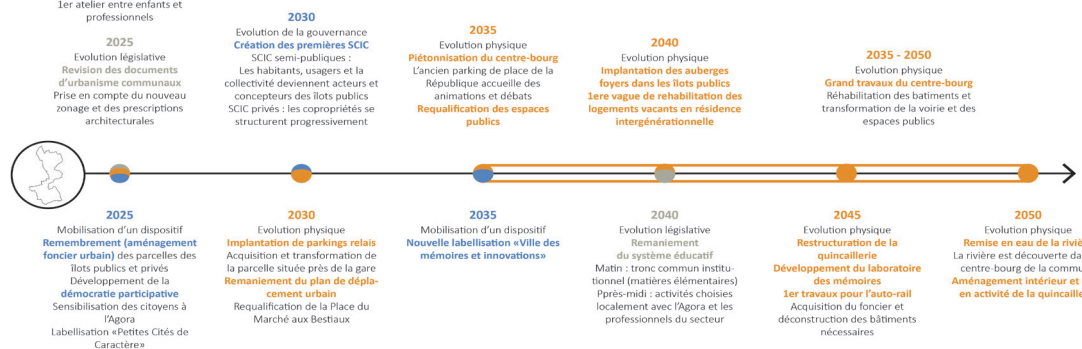 1er atelier entre enfants et
professionnels
2025
Evolution législative
Revision des documents
d'urbanisme communaux
Prise en compte du nouveau
zonage et des prescriptions
architecturales
2030
Evolution de la gouvernance
Création des premières SCIC
SCIC semi-publiques :
Les habitants, usagers et la
collectivité deviennent acteurs et
concepteurs des îlots publics
SCIC privés : les copropriétés se
structurent progressivement
2035
Evolution physique
Piétonnisation du centre-bourg
L'ancien parking de place de la
République accueille des
animations et débats
Requalification des espaces
publics
2040
Evolution physique
Implantation des auberges
foyers dans les îlots publics
1ere vague de rehabilitation des
logements vacants en résidence
intergénérationnelle
2035 - 2050
Evolution physique
Grand travaux du centre-bourg
Réhabilitation des batiments et
transformation de la voirie et des
espaces publics
2025
Mobilisation d'un dispositif
Remembrement (aménagement
foncier urbain) des parcelles des
îlots publics et privés
Développement de la
démocratie participative
Sensibilisation des citoyens à
l'Agora
Labellisation «Petites Cités de
Caractère»
2030
Evolution physique
Implantation de parkings relais
Acquisition et transformation de
la parcelle située près de la gare
Remaniement du plan de dépla-
cement urbain
Requalification de la Place du
Marché aux Bestiaux
2035
Mobilisation d'un dispositif
Nouvelle labellisation «Ville des
mémoires et innovations»
2040
Evolution législative
Remaniement
du système éducatif
Matin : tronc commun institu-
tionnel (matières élémentaires)
Pprès-midi : activités choisies
localement avec l'Agora et les
professionnels du secteur
2045
Evolution physique
Restructuration de la
quincaillerie
Développement du laboratoire
des mémoires
1er travaux pour l'auto-rail
Acquisition du foncier et
déconstruction des bâtiments
nécessaires
2050
Evolution physique
Remise en eau de la riviè
La rivière est découverte da
centre-bourg de la commu
Aménagement intérieur et
en activité de la quincaille